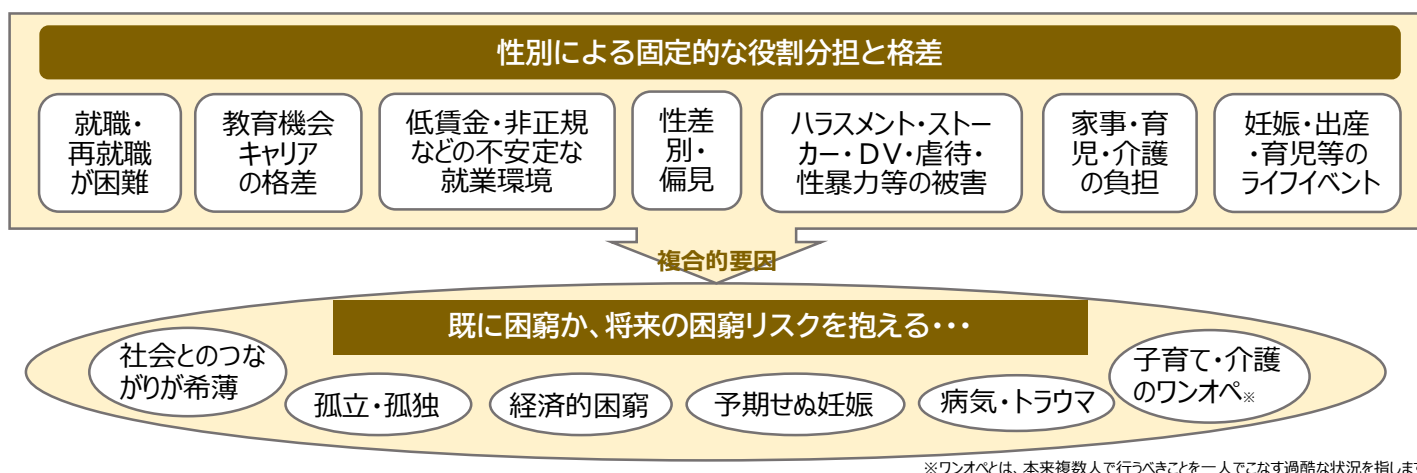 性別による固定的な役割分担と格差
就職・
再就職
が困難
教育機会
キャリア
の格差
低賃金・非正規
などの不安定な
就業環境
性差
別・
偏見
ハラスメント・ストー
カー・DV・虐待・
性暴力等の被害
家事・育
児・介護
の負担
妊娠・出産
・育児等の
ライフイベント
複合的要因
既に困窮か、将来の困窮リスクを抱える・・・
社会とのつな
がりが希薄
孤立・孤独
経済的困窮
予期せぬ妊娠
病気・トラウマ
子育て・介護
のワンオペ※
※ワンオペとは、本来複数人で行うべきことを一人でこなす過酷な状況を指します